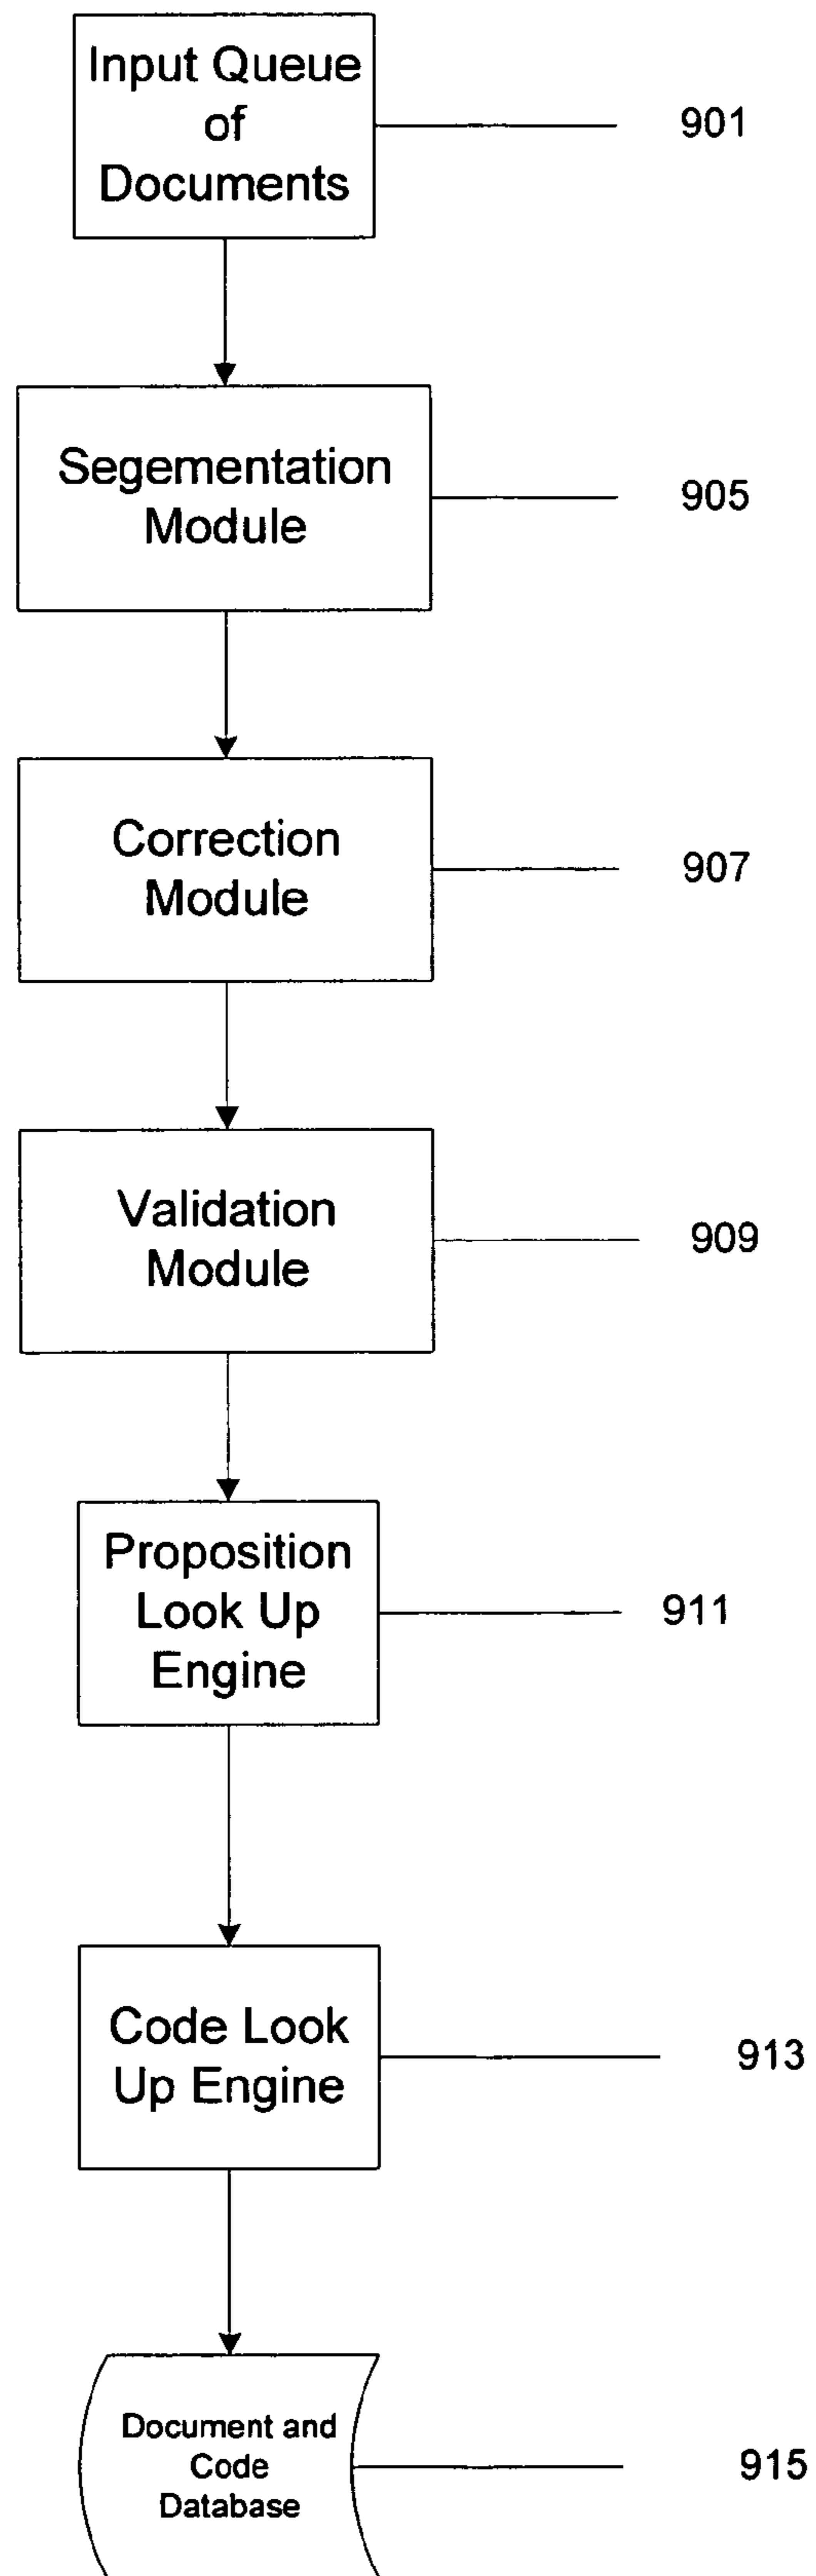 Input Queue
of
Documents
901
Segementation
Module
905
Correction
Module
907
Validation
Module
909
Proposition
Look Up
Engine
911
Code Look
Up Engine
913
Document and
Code
Database
915